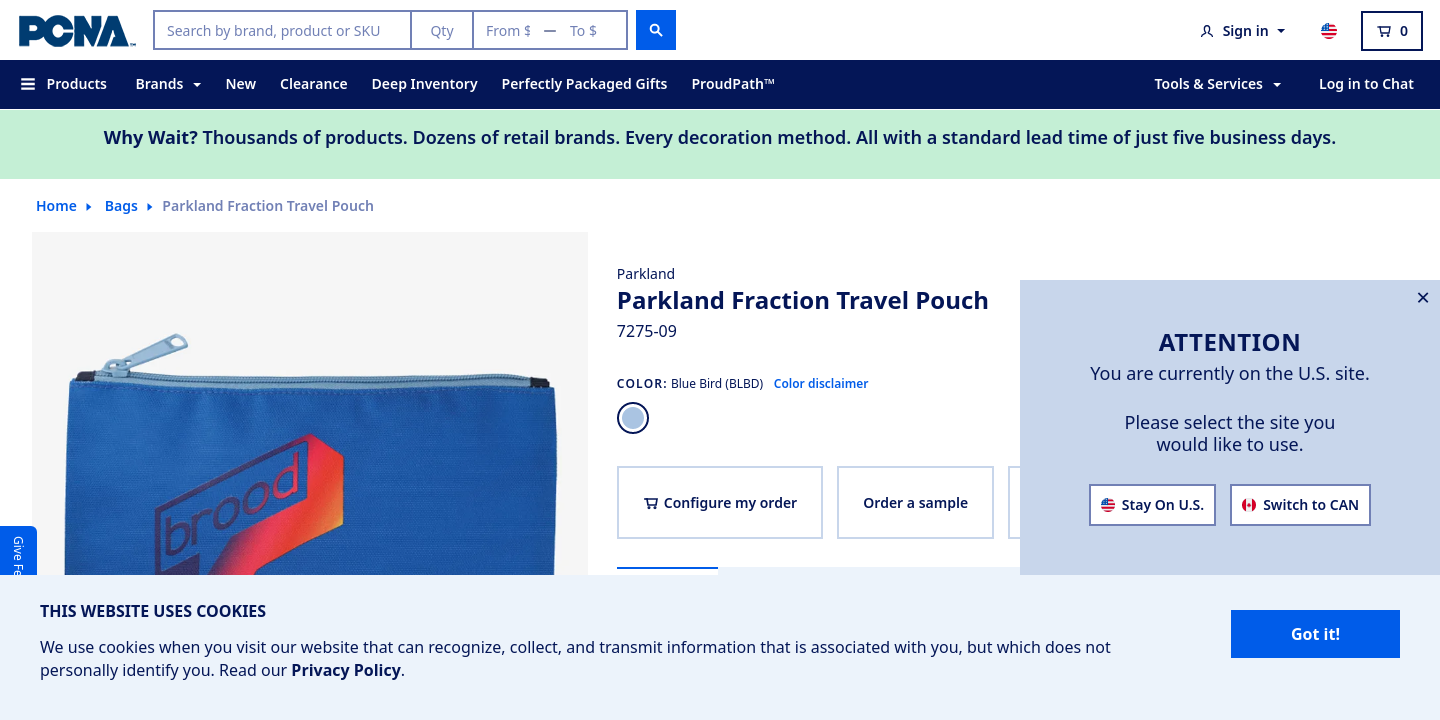 PCNA
Search by brand, product or SKU
Qty
From $
—
To $
Sign in
0
Products
Brands
New
Clearance
Deep Inventory
Perfectly Packaged Gifts
ProudPath™
Tools & Services
Log in to Chat
Why Wait? Thousands of products. Dozens of retail brands. Every decoration method. All with a standard lead time of just five business days.
Home
Bags
Parkland Fraction Travel Pouch
Parkland
Parkland Fraction Travel Pouch
7275-09
COLOR: Blue Bird (BLBD) Color disclaimer
Configure my order
Order a sample
brood
ATTENTION
You are currently on the U.S. site.
Please select the site you
would like to use.
Stay On U.S.
Switch to CAN
Give Fe
THIS WEBSITE USES COOKIES
We use cookies when you visit our website that can recognize, collect, and transmit information that is associated with you, but which does not
personally identify you. Read our Privacy Policy.
Got it!